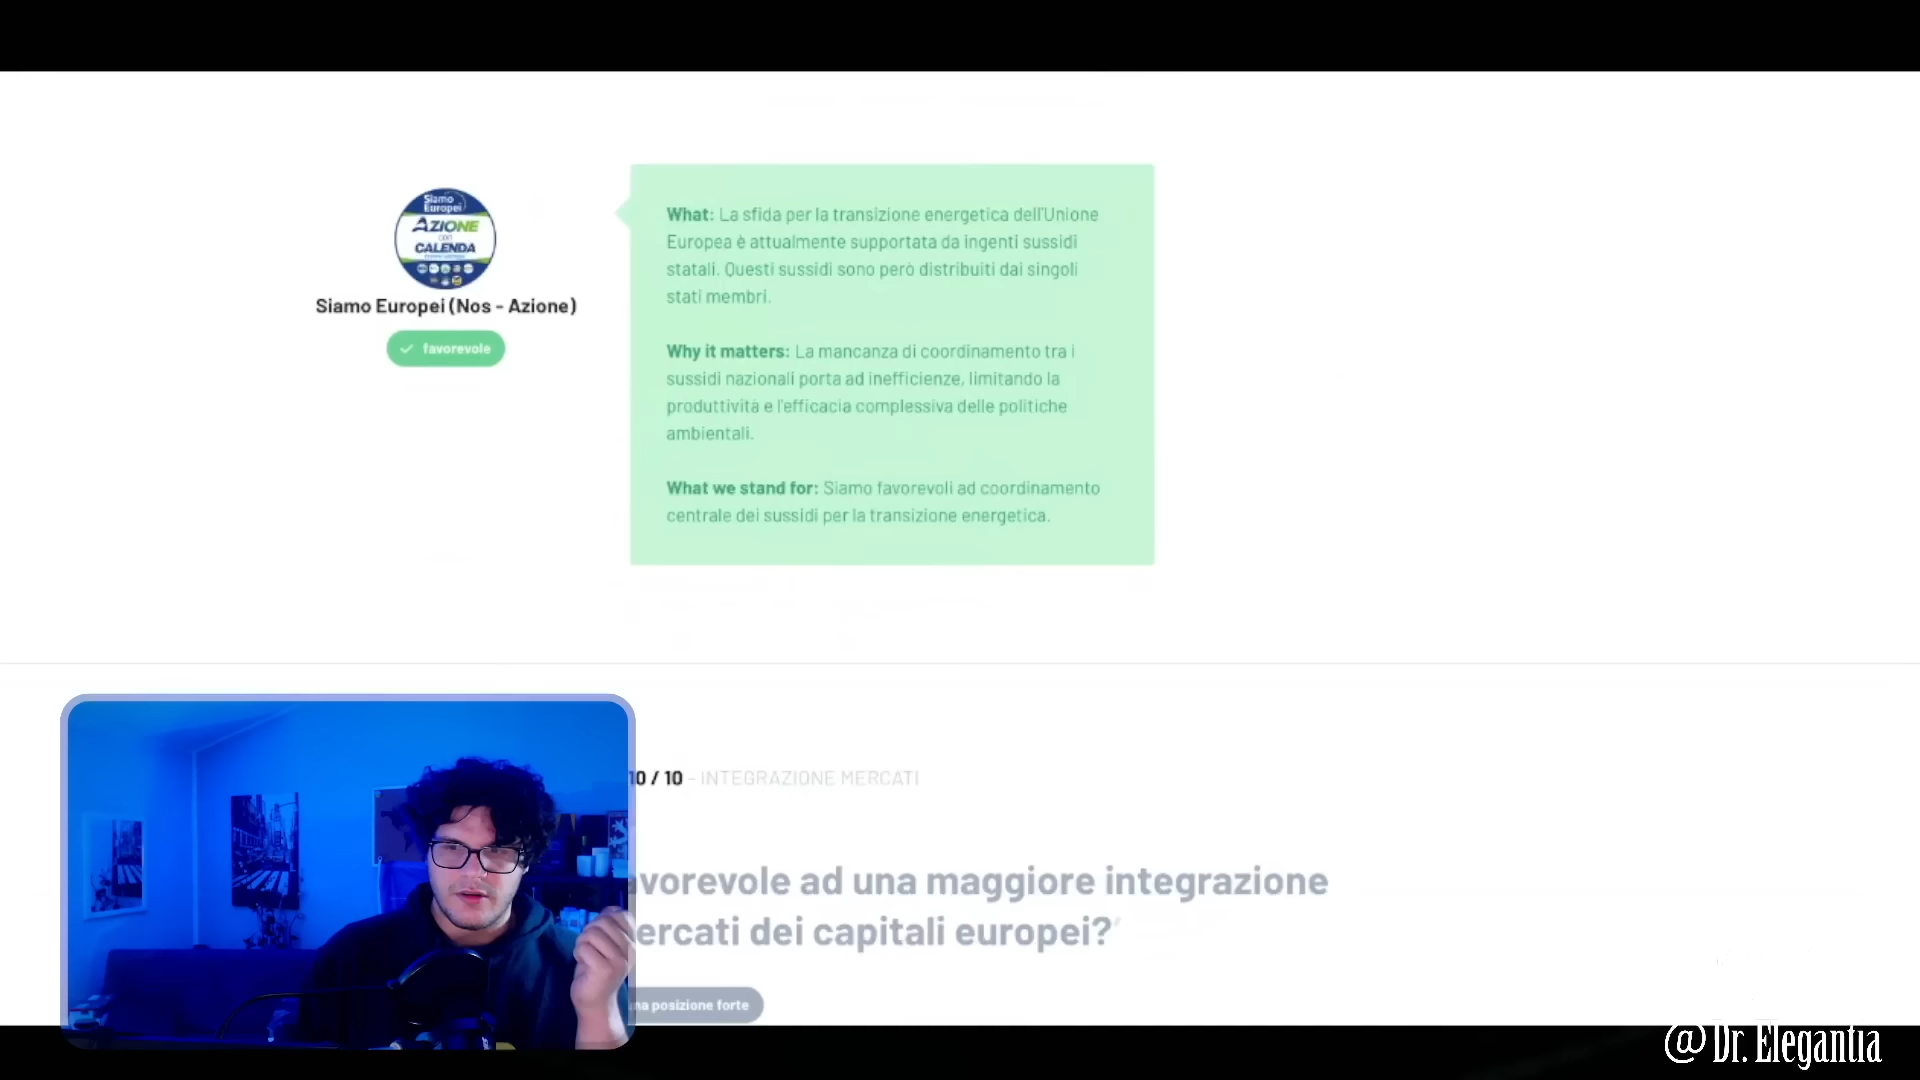 Siamo
Europei
AZIONE
CON
CALENDA
Siamo Europei (Nos - Azione)
favorevole
What: La sfida per la transizione energetica dell'Unione
Europea è attualmente supportata da ingenti sussidi
statali. Questi sussidi sono però distribuiti dai singoli
stati membri.
Why it matters: La mancanza di coordinamento tra i
sussidi nazionali porta ad inefficienze, limitando la
produttività e l'efficacia complessiva delle politiche
ambientali.
What we stand for: Siamo favorevoli ad coordinamento
centrale dei sussidi per la transizione energetica.
10 / 10 - INTEGRAZIONE MERCATI
avorevole ad una maggiore integrazione
ercati dei capitali europei?
na posizione forte
@Dr. Elegantia